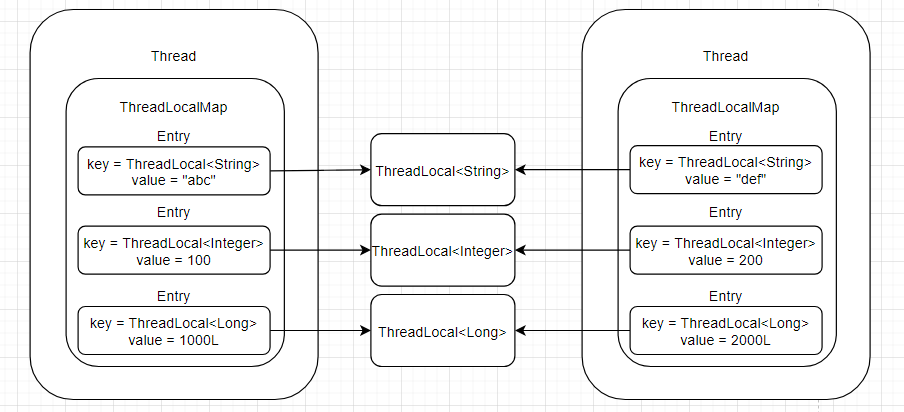 Thread
ThreadLocalMap
Entry
key = ThreadLocal<String>
value = "abc"
Entry
key = ThreadLocal<Integer>
value = 100
Entry
key = ThreadLocal<Long>
value = 1000L
ThreadLocal<String>
ThreadLocal<Integer>
ThreadLocal<Long>
Thread
ThreadLocalMap
Entry
key = ThreadLocal<String>
value = "def"
Entry
key = ThreadLocal<Integer>
value = 200
Entry
key = ThreadLocal<Long>
value = 2000L